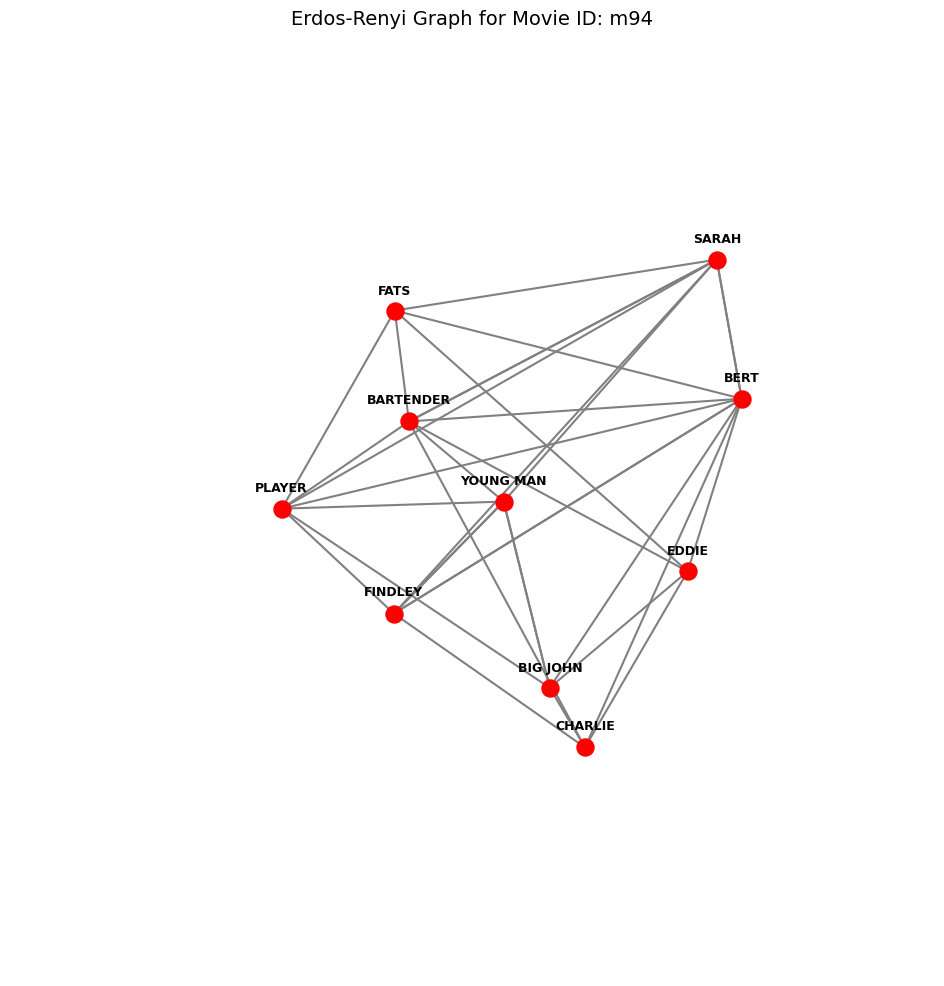 Erdos-Renyi Graph for Movie ID: m94
SARAH
FATS
BERT
BARTENDER
YOUNG MAN
PLAYER
EDDIE
FINDLEY
BIG JOHN
CHARLIE